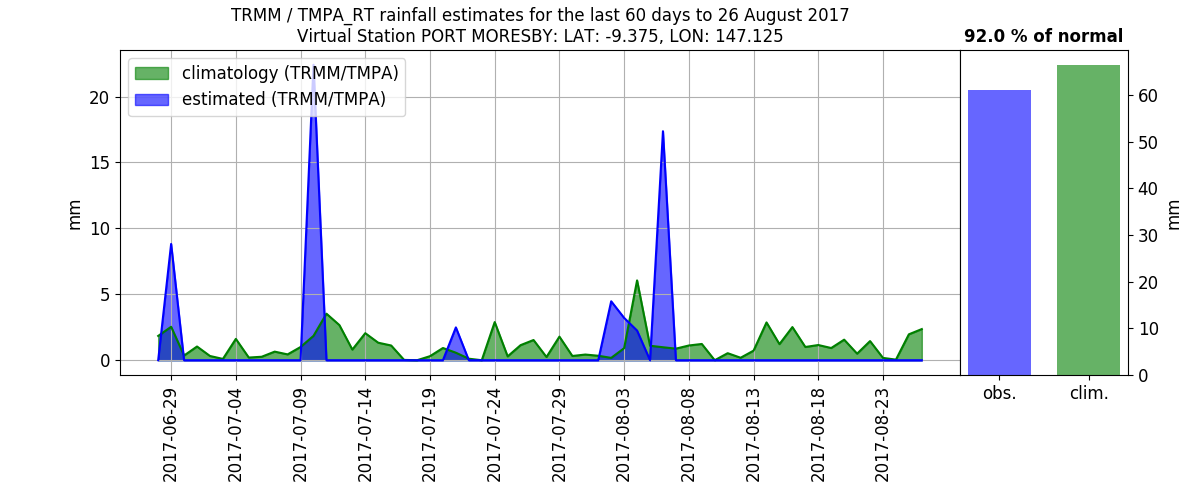 TRMM / TMPA_RT rainfall estimates for the last 60 days to 26 August 2017
Virtual Station PORT MORESBY: LAT: -9.375, LON: 147.125
92.0 % of normal
climatology (TRMM/TMPA)
estimated (TRMM/TMPA)
20
15
10
5
0
mm
2017-06-29
2017-07-04
2017-07-09
2017-07-14
2017-07-19
2017-07-24
2017-07-29
2017-08-03
2017-08-08
2017-08-13
2017-08-18
2017-08-23
60
50
40
30
20
10
0
mm
obs.
clim.